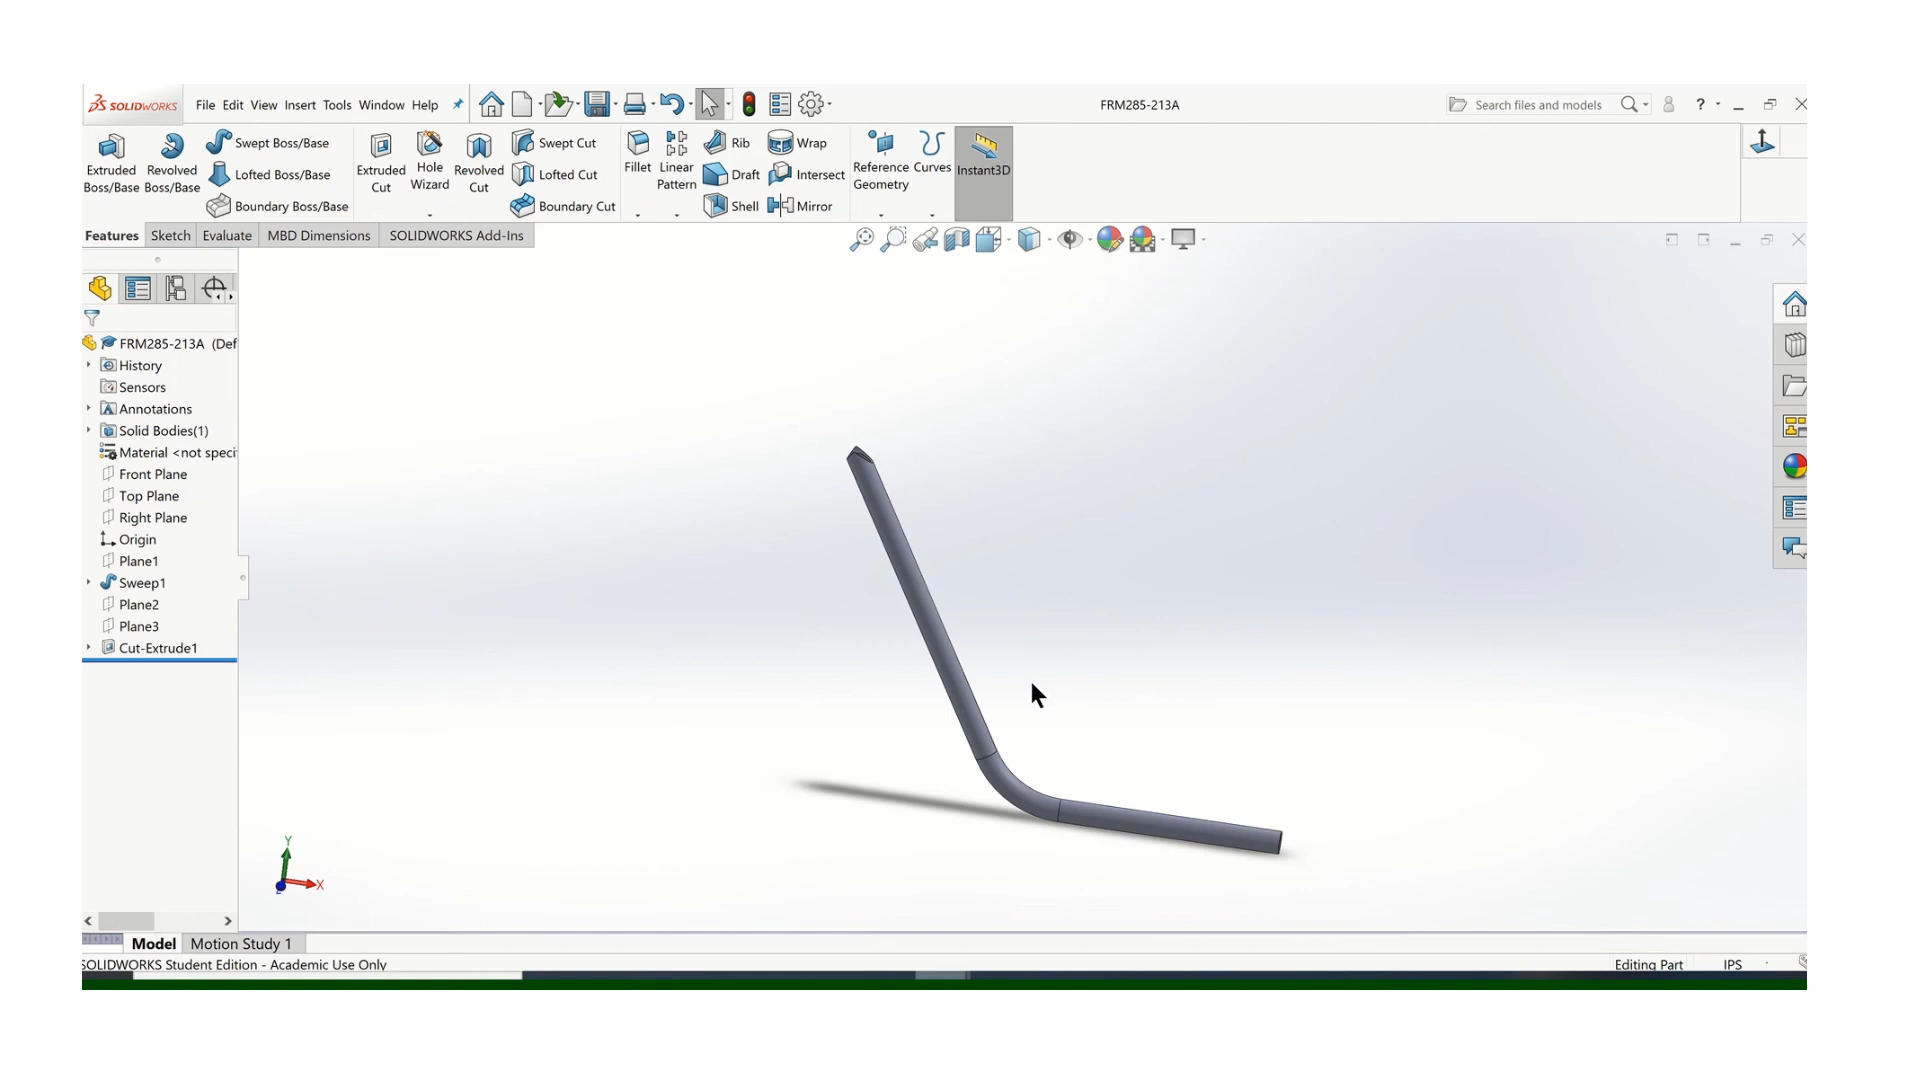 SOLIDWORKS File Edit View Insert Tools Window Help FRM285-213A Search files and models ?
Extruded Boss/Base
Revolved Boss/Base
Swept Boss/Base
Lofted Boss/Base
Boundary Boss/Base
Extruded Cut
Hole Wizard
Revolved Cut
Swept Cut
Lofted Cut
Boundary Cut
Fillet
Linear Pattern
Rib
Draft
Shell
Wrap
Intersect
Mirror
Reference Geometry
Curves
Instant3D
Features Sketch Evaluate MBD Dimensions SOLIDWORKS Add-Ins
FRM285-213A (Def
History
Sensors
Annotations
Solid Bodies(1)
Material <not speci
Front Plane
Top Plane
Right Plane
Origin
Plane1
Sweep1
Plane2
Plane3
Cut-Extrude1
Y
X
Z
Model Motion Study 1
SOLIDWORKS Student Edition - Academic Use Only Editing Part IPS